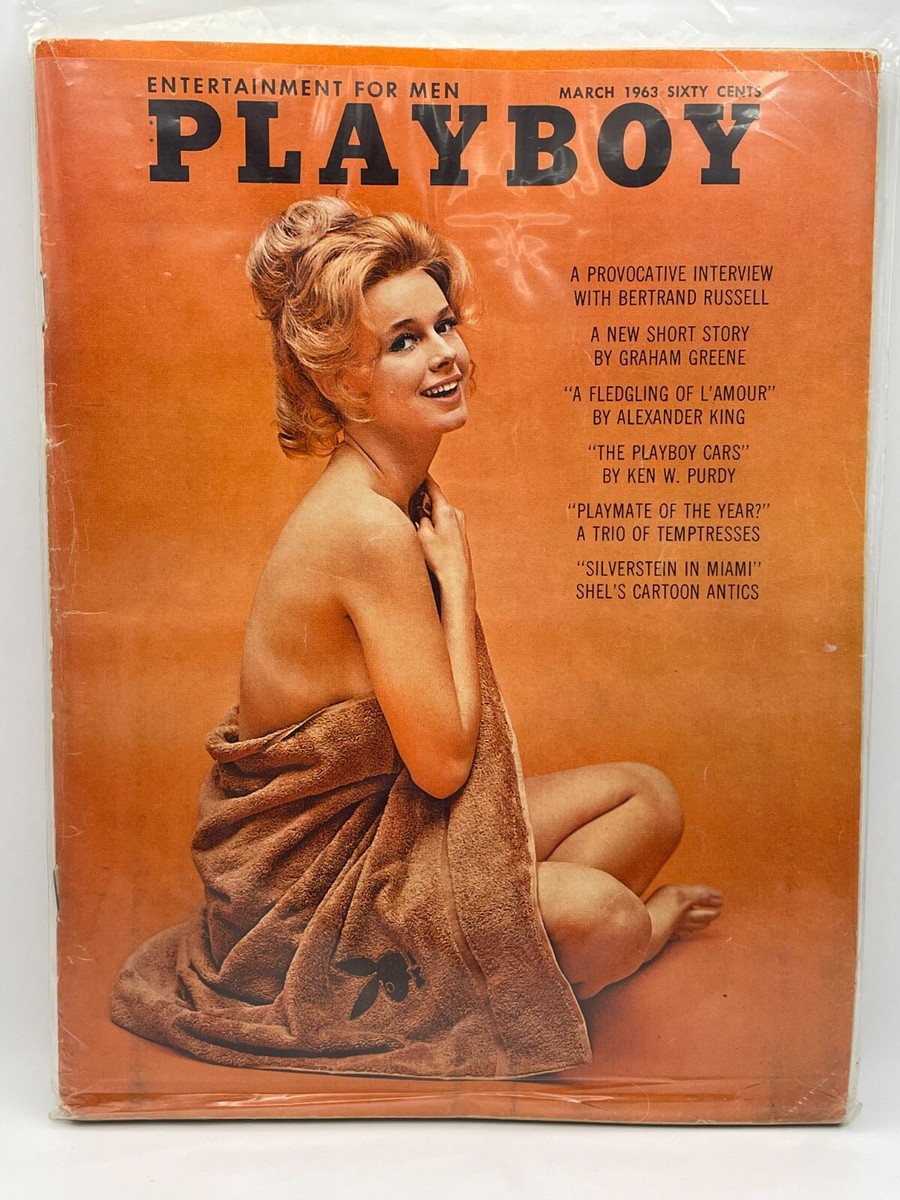 ENTERTAINMENT FOR MEN MARCH 1963 SIXTY CENTS
PLAYBOY
A PROVOCATIVE INTERVIEW
WITH BERTRAND RUSSELL
A NEW SHORT STORY
BY GRAHAM GREENE
"A FLEDGLING OF L'AMOUR"
BY ALEXANDER KING
"THE PLAYBOY CARS"
BY KEN W. PURDY
"PLAYMATE OF THE YEAR?"
A TRIO OF TEMPTRESSES
"SILVERSTEIN IN MIAMI"
SHEL'S CARTOON ANTICS